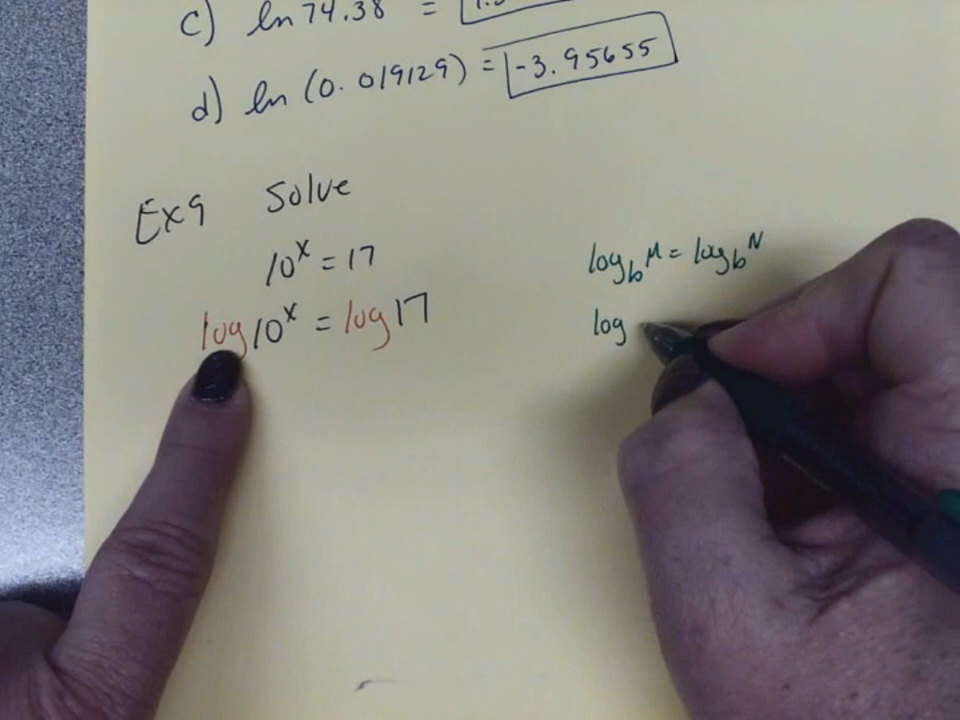 c) ln 74.38 =
d) ln (0.019129) = -3.95655
Ex9 Solve
10^x = 17
log 10^x = log 17
log_b M = log_b N
log